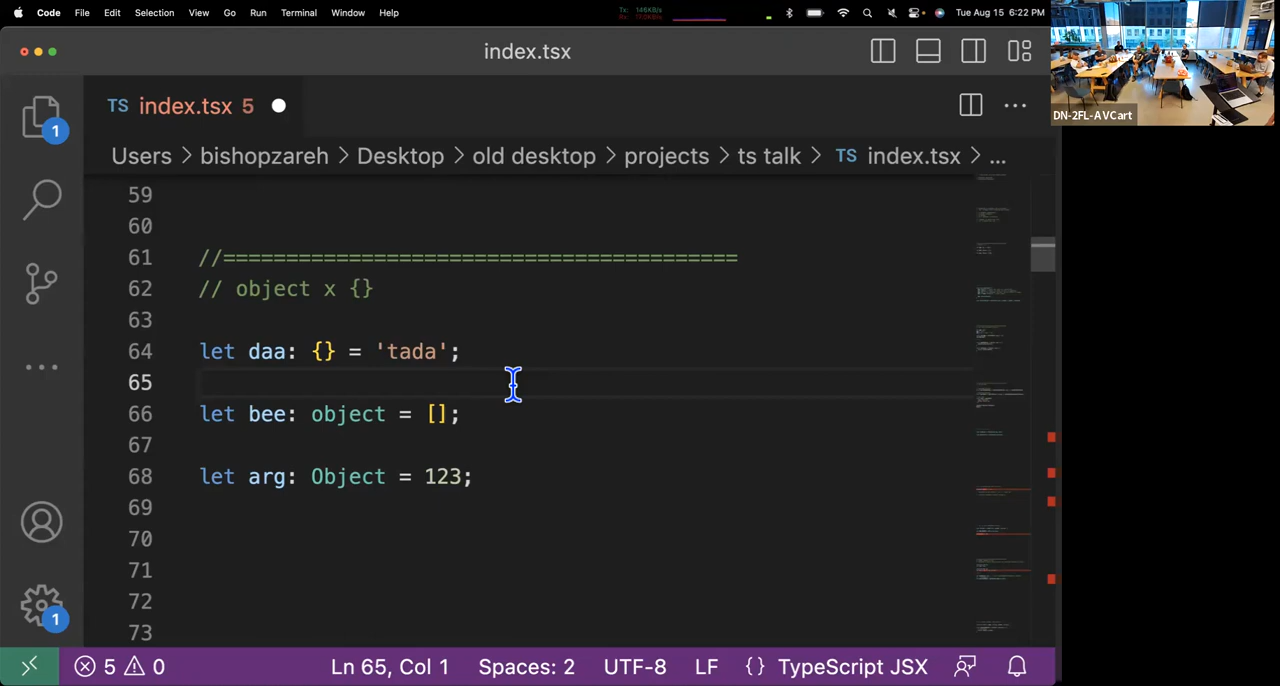 Code File Edit Selection View Go Run Terminal Window Help Tue Aug 15 6:22 PM
index.tsx
TS index.tsx 5
DN-2FL-AVCart
Users > bishopzareh > Desktop > old desktop > projects > ts talk > TS index.tsx > ...
59
60
61 //=========================================
62 // object x {}
63
64 let daa: {} = 'tada';
65
66 let bee: object = [];
67
68 let arg: Object = 123;
69
70
71
72
73
1
1
5 0 Ln 65, Col 1 Spaces: 2 UTF-8 LF {} TypeScript JSX